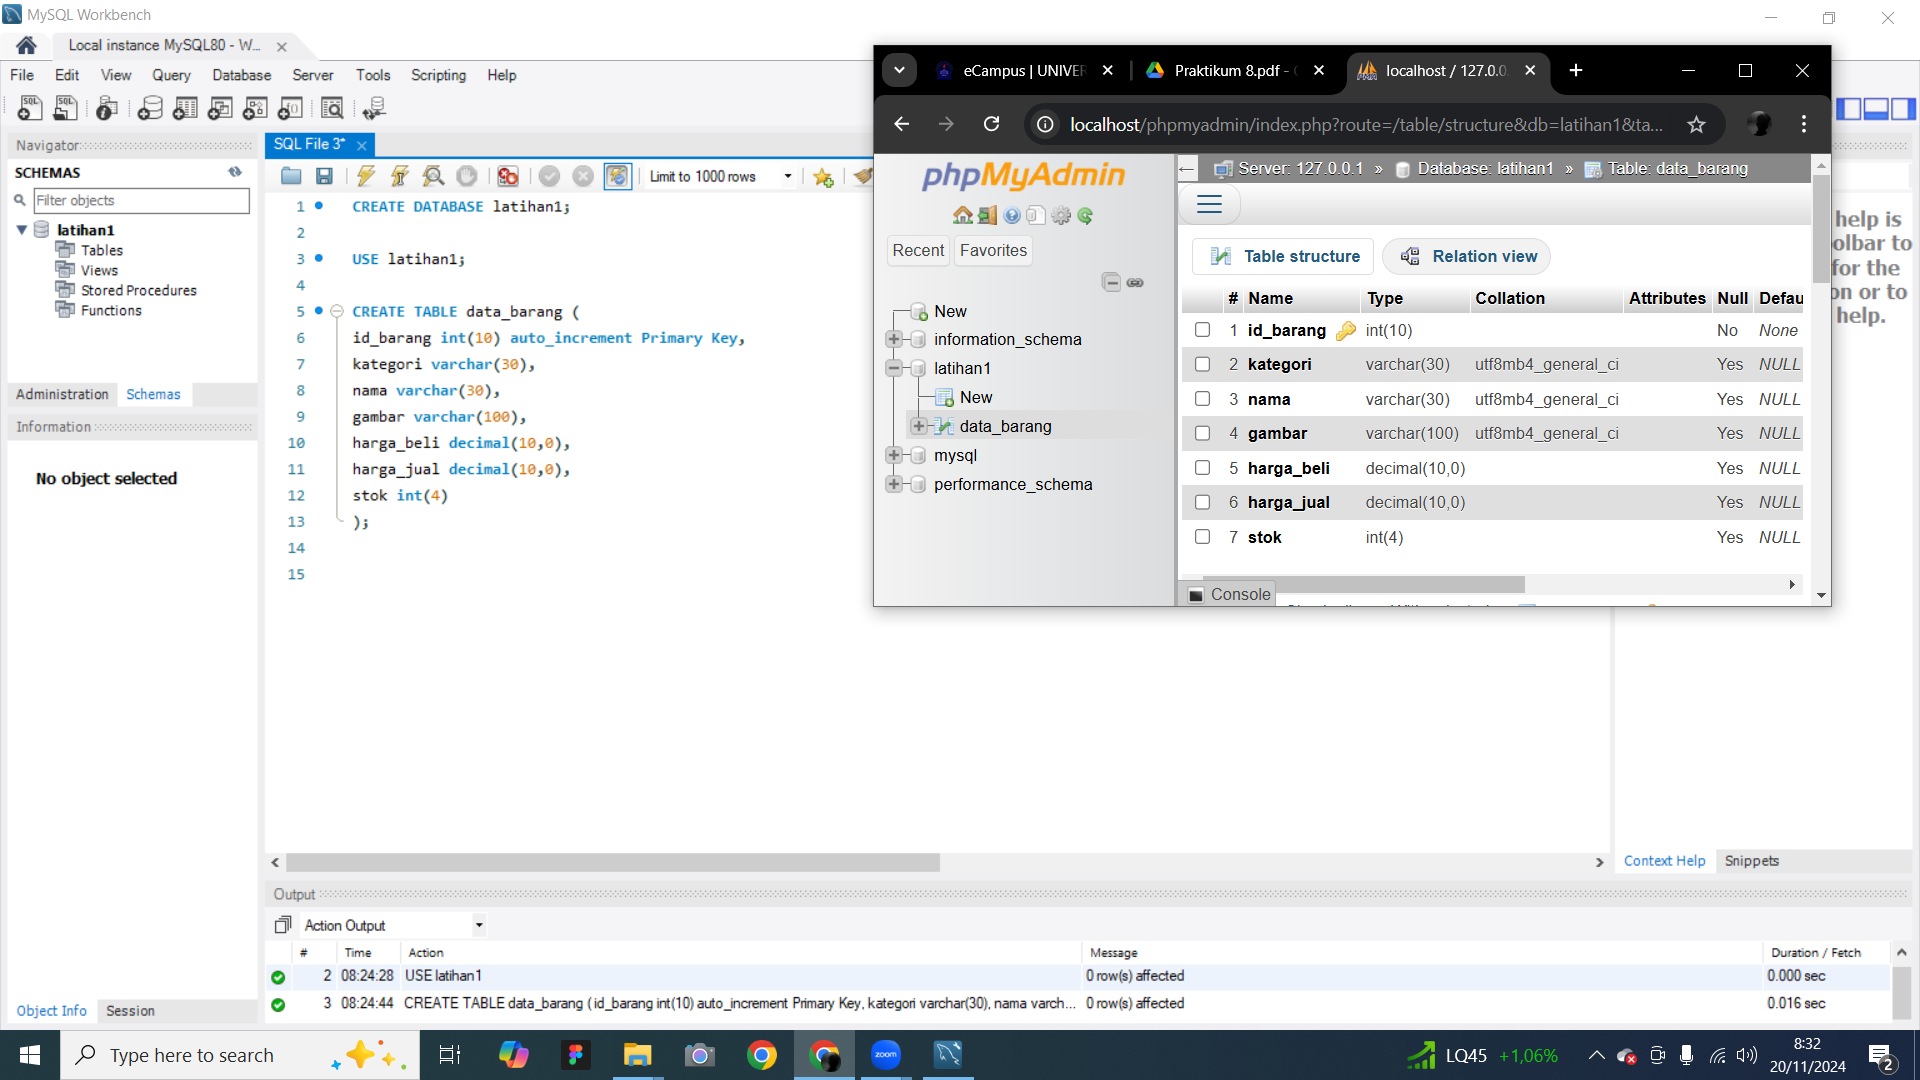 MySQL Workbench
Local instance MySQL80 - W...
File Edit View Query Database Server Tools Scripting Help
Navigator
SCHEMAS
Filter objects
latihan1
Tables
Views
Stored Procedures
Functions
Administration Schemas
Information
No object selected
Object Info Session
SQL File 3*
Limit to 1000 rows
1 CREATE DATABASE latihan1;
2
3 USE latihan1;
4
5 CREATE TABLE data_barang (
6 id_barang int(10) auto_increment Primary Key,
7 kategori varchar(30),
8 nama varchar(30),
9 gambar varchar(100),
10 harga_beli decimal(10,0),
11 harga_jual decimal(10,0),
12 stok int(4)
13 );
14
15
eCampus | UNIVER
Praktikum 8.pdf -
localhost / 127.0.0.
localhost/phpmyadmin/index.php?route=/table/structure&db=latihan1&ta...
phpMyAdmin
Recent Favorites
New
information_schema
latihan1
New
data_barang
mysql
performance_schema
Server: 127.0.0.1 » Database: latihan1 » Table: data_barang
Table structure Relation view
# Name Type Collation Attributes Null Defau
1 id_barang int(10) No None
2 kategori varchar(30) utf8mb4_general_ci Yes NULL
3 nama varchar(30) utf8mb4_general_ci Yes NULL
4 gambar varchar(100) utf8mb4_general_ci Yes NULL
5 harga_beli decimal(10,0) Yes NULL
6 harga_jual decimal(10,0) Yes NULL
7 stok int(4) Yes NULL
Console
help is
olbar to
for the
on or to
help.
Context Help Snippets
Output
Action Output
# Time Action Message Duration / Fetch
2 08:24:28 USE latihan1 0 row(s) affected 0.000 sec
3 08:24:44 CREATE TABLE data_barang ( id_barang int(10) auto_increment Primary Key, kategori varchar(30), nama varch... 0 row(s) affected 0.016 sec
Type here to search
zoom
LQ45 +1,06%
8:32
20/11/2024
2